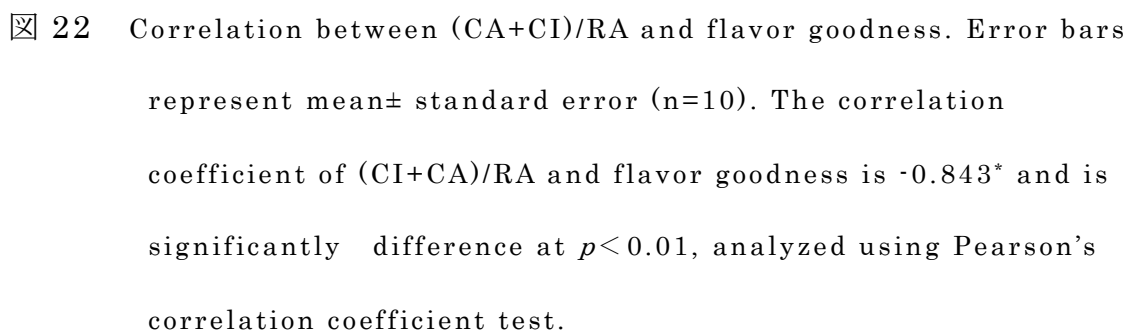 図 22 Correlation between (CA+CI)/RA and flavor goodness. Error bars
represent mean± standard error (n=10). The correlation
coefficient of (CI+CA)/RA and flavor goodness is -0.843* and is
significantly difference at p<0.01, analyzed using Pearson's
correlation coefficient test.